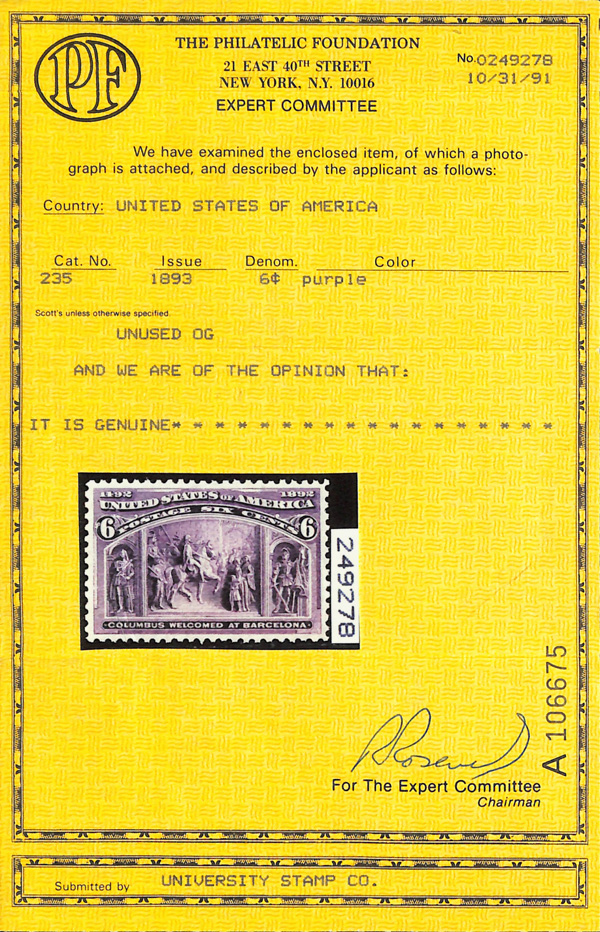 PF
THE PHILATELIC FOUNDATION
21 EAST 40TH STREET
NEW YORK, N.Y. 10016
EXPERT COMMITTEE
No.0249278
10/31/91
We have examined the enclosed item, of which a photo-
graph is attached, and described by the applicant as follows:
Country: UNITED STATES OF AMERICA
Cat. No. Issue Denom. Color
235 1893 6¢ purple
Scott's unless otherwise specified.
UNUSED OG
AND WE ARE OF THE OPINION THAT:
IT IS GENUINE* * * * * * * * * * * * * * * * * *
1492 1892
UNITED STATES OF AMERICA
6 POSTAGE SIX CENTS 6
COLUMBUS WELCOMED AT BARCELONA
249278
A 106675
For The Expert Committee
Chairman
Submitted by UNIVERSITY STAMP CO.